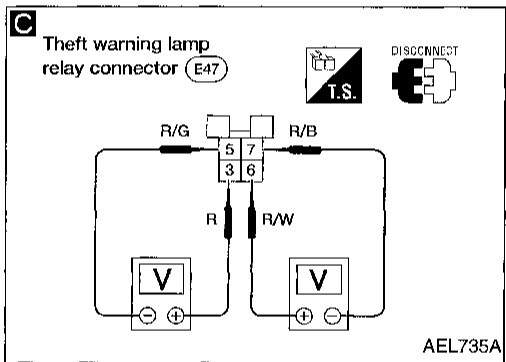 C
Theft warning lamp
relay connector E47
T.S.
DISCONNECT
R/G
R/B
5 7
3 6
R
R/W
V
V
− +
+ −
AEL735A